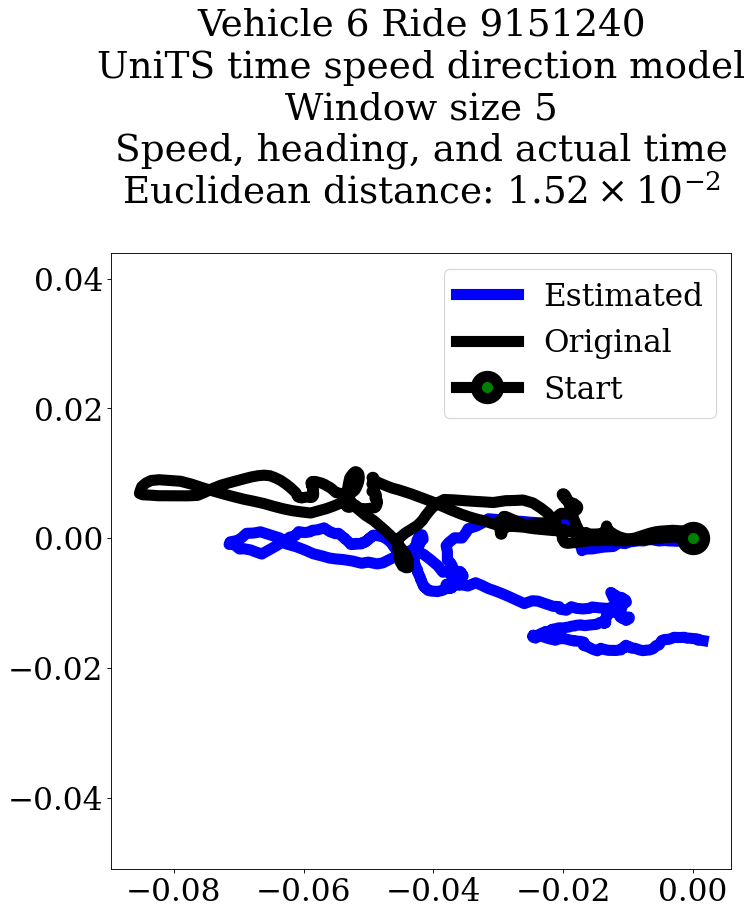 Vehicle 6 Ride 9151240
UniTS time speed direction model
Window size 5
Speed, heading, and actual time
Euclidean distance: 1.52 × 10⁻²
0.04
0.02
0.00
−0.02
−0.04
Estimated
Original
Start
−0.08
−0.06
−0.04
−0.02
0.00